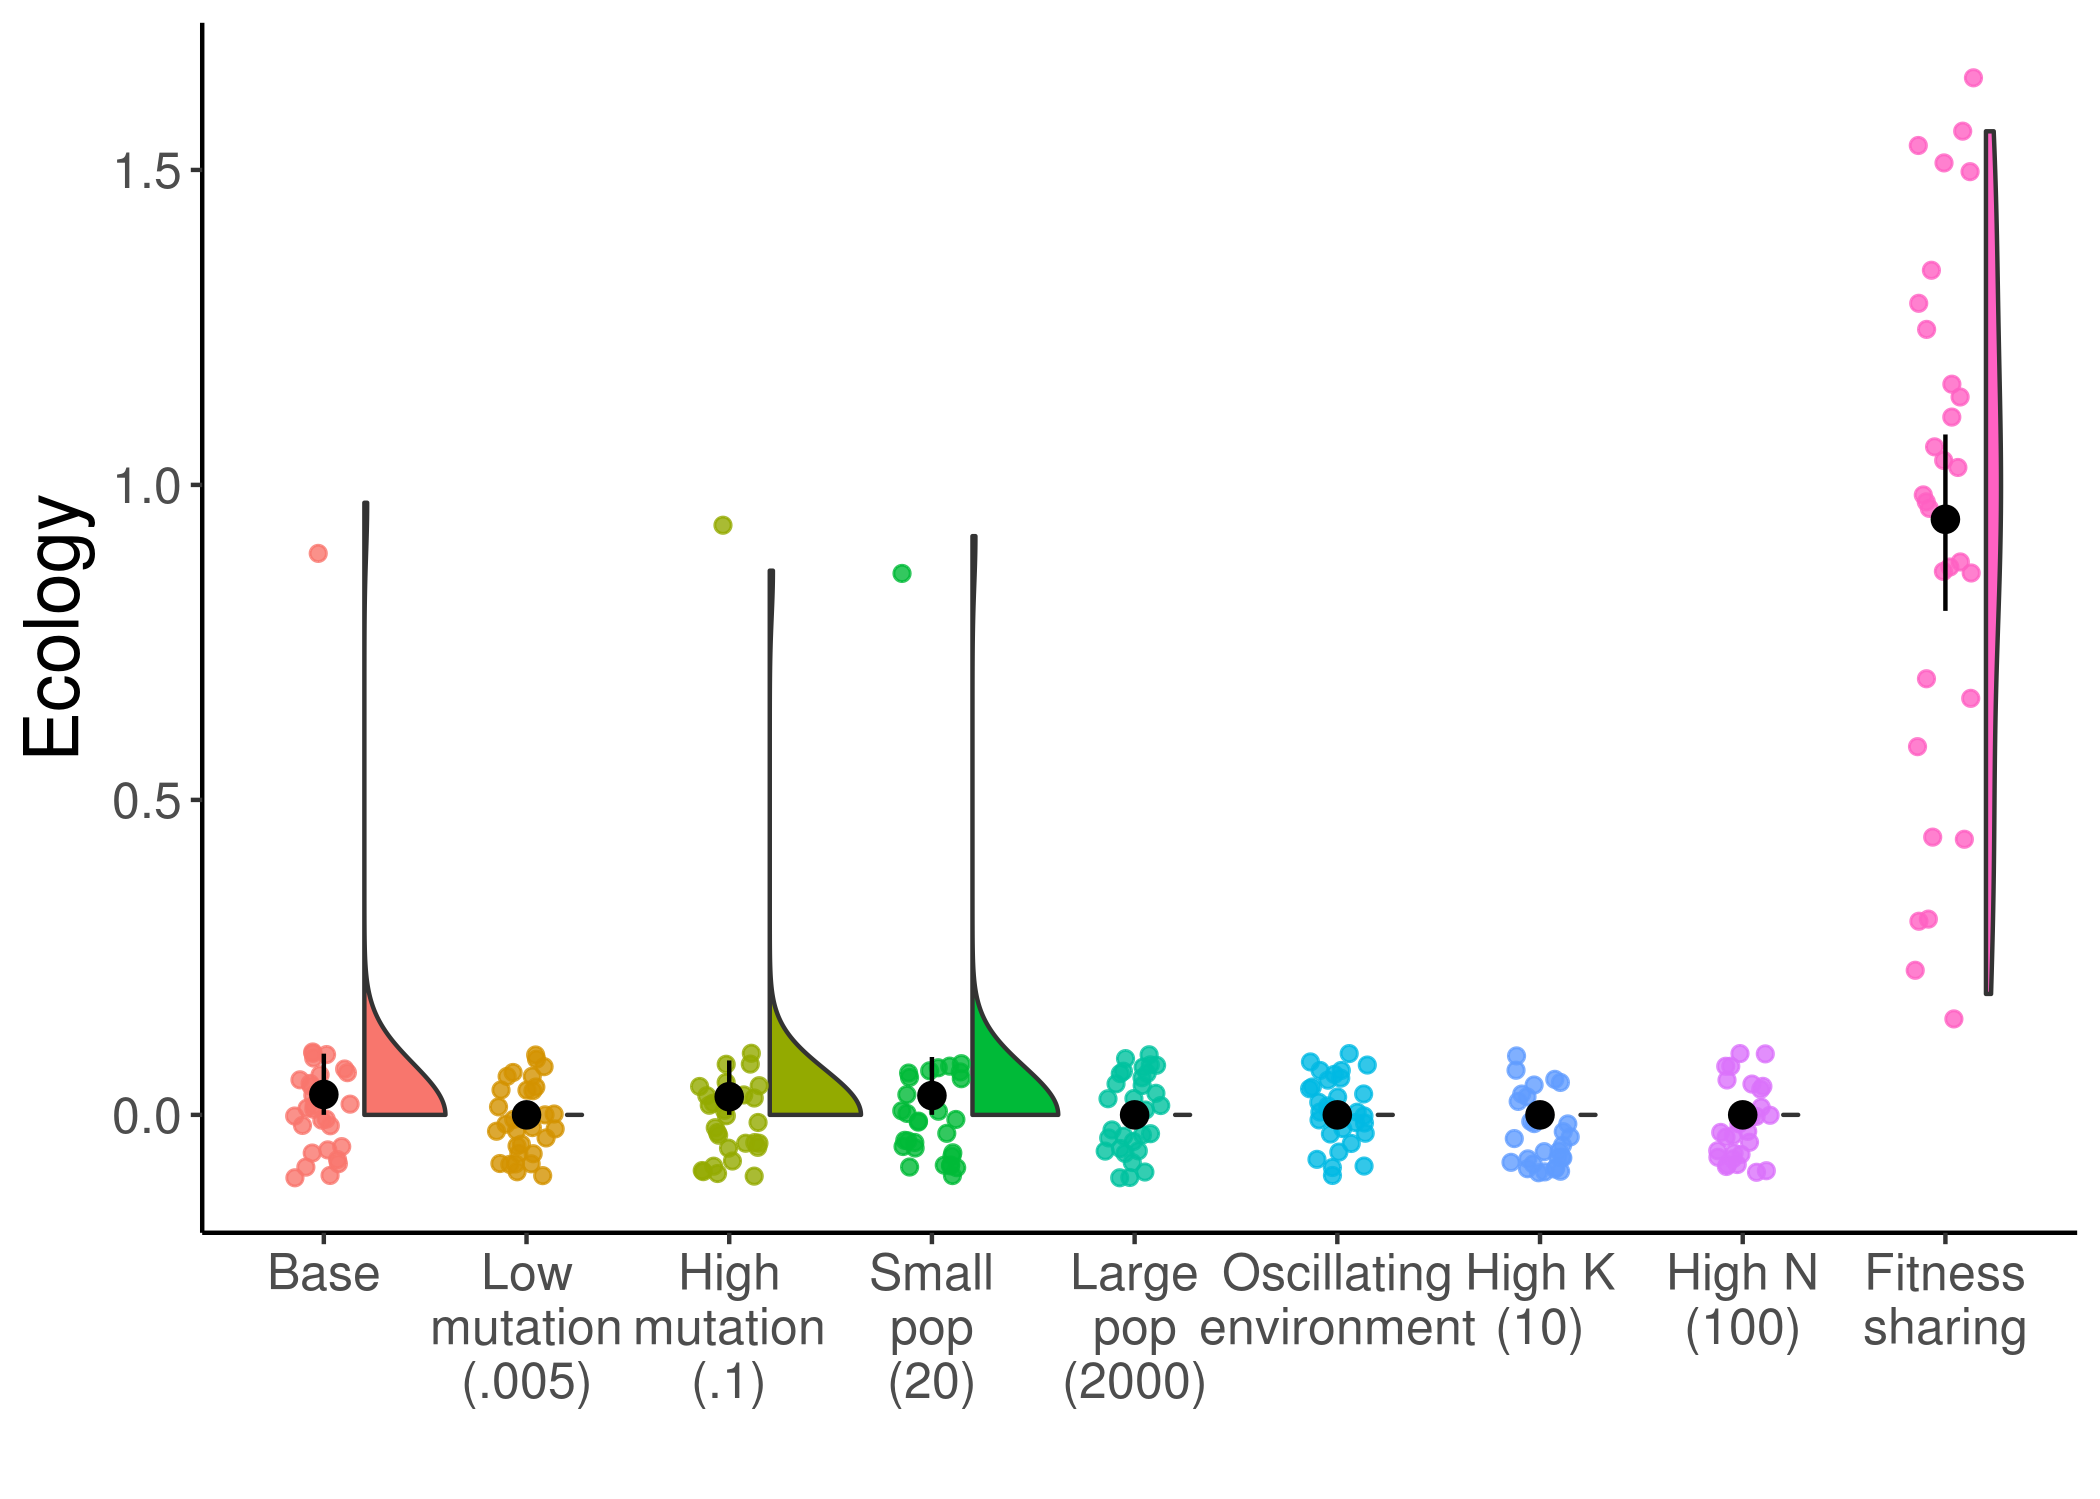 Ecology
1.5
1.0
0.5
0.0
Base
Low
mutation
(.005)
High
mutation
(.1)
Small
pop
(20)
Large
pop
(2000)
Oscillating
environment
High K
(10)
High N
(100)
Fitness
sharing